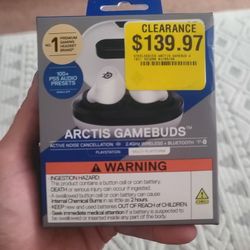 CLEARANCE
$139.97
No
1
PREMIUM
GAMING
HEADSET
BRAND
100+
PS5 AUDIO
PRESETS
ARCTIS GAMEBUDS™
ACTIVE NOISE CANCELLATION 2.4GHz WIRELESS + BLUETOOTH
PLAYSTATION MULTI-PLATFORM
WARNING
INGESTION HAZARD:
This product contains a button cell or coin battery.
DEATH or serious injury can occur if ingested.
A swallowed button cell or coin battery can cause
Internal Chemical Burns in as little as 2 hours.
KEEP new and used batteries OUT OF REACH of CHILDREN.
Seek immediate medical attention if a battery is suspected to
be swallowed or inserted inside any part of the body.